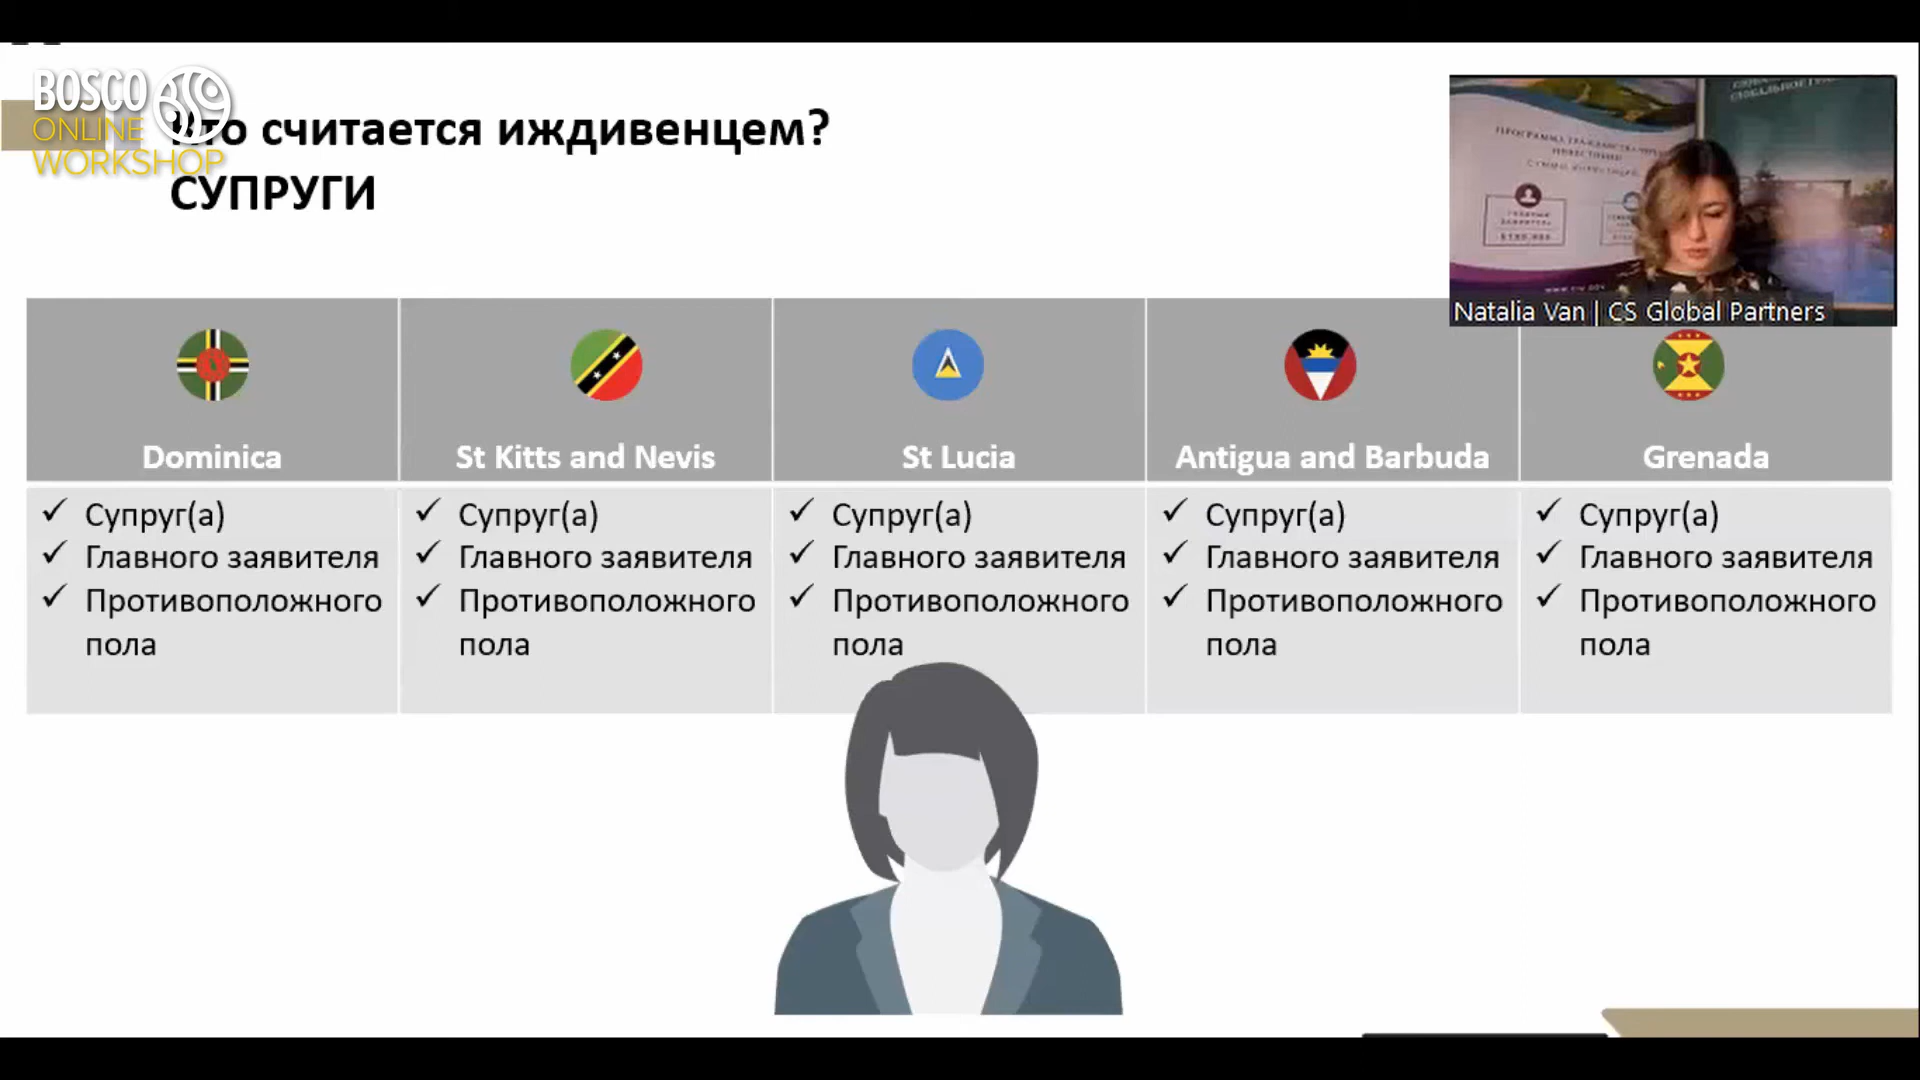 BOSCO
ONLINE
WORKSHOP
Кто считается иждивенцем?
СУПРУГИ
Natalia Van | CS Global Partners
Dominica
St Kitts and Nevis
St Lucia
Antigua and Barbuda
Grenada
Супруг(а)
Главного заявителя
Противоположного
пола
Супруг(а)
Главного заявителя
Противоположного
пола
Супруг(а)
Главного заявителя
Противоположного
пола
Супруг(а)
Главного заявителя
Противоположного
пола
Супруг(а)
Главного заявителя
Противоположного
пола